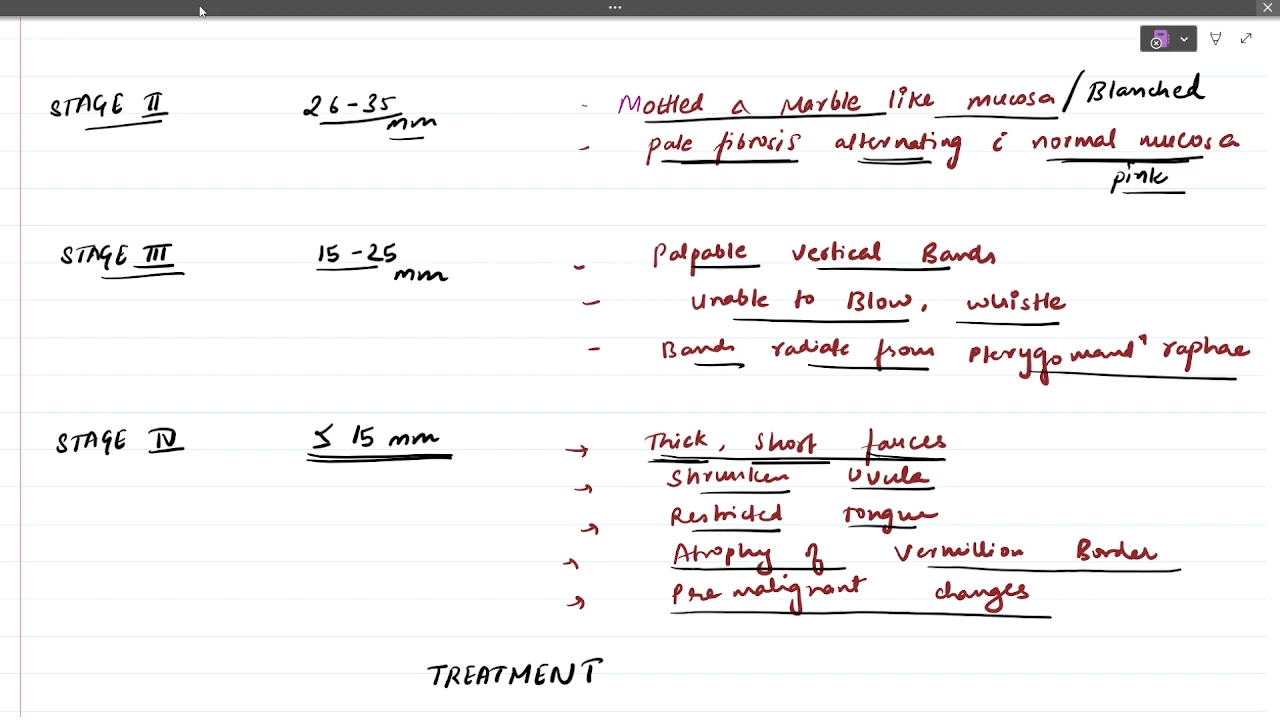 STAGE II 26-35 mm - Mottled a Marble like mucosa / Blanched
- pale fibrosis alternating c normal mucosa
pink
STAGE III 15-25 mm - Palpable vertical Bands
- Unable to Blow, whistle
- Bands radiate from pterygomand' raphae
STAGE IV ≤ 15 mm → Thick, short fauces
→ Shrunken uvula
→ Restricted tongue
→ Atrophy of vermillion Border
→ Pre malignant changes
TREATMENT